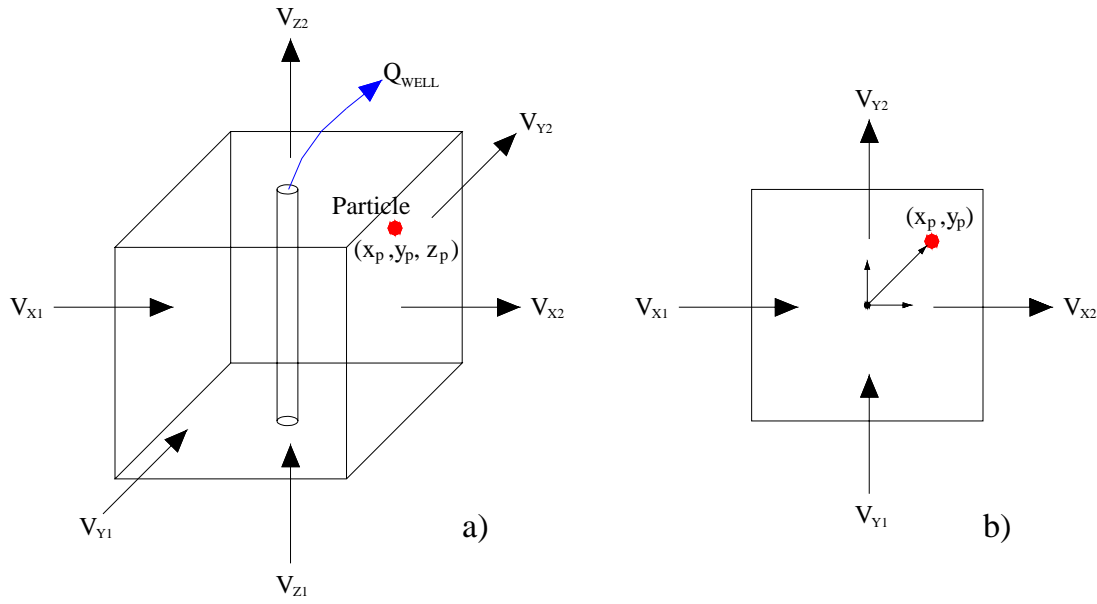 V_Z2
Q_WELL
V_Y2
Particle
(x_p, y_p, z_p)
V_X1
V_X2
V_Y1
V_Z1
a)
V_Y2
(x_p, y_p)
V_X1
V_X2
V_Y1
b)